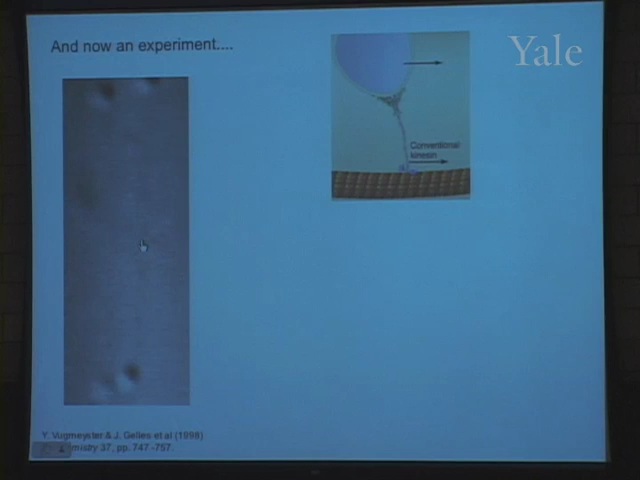 And now an experiment....
Yale
Conventional
kinesin
Y. Vugmeyster & J. Gelles et al (1998)
mistry 37, pp. 747 -757.